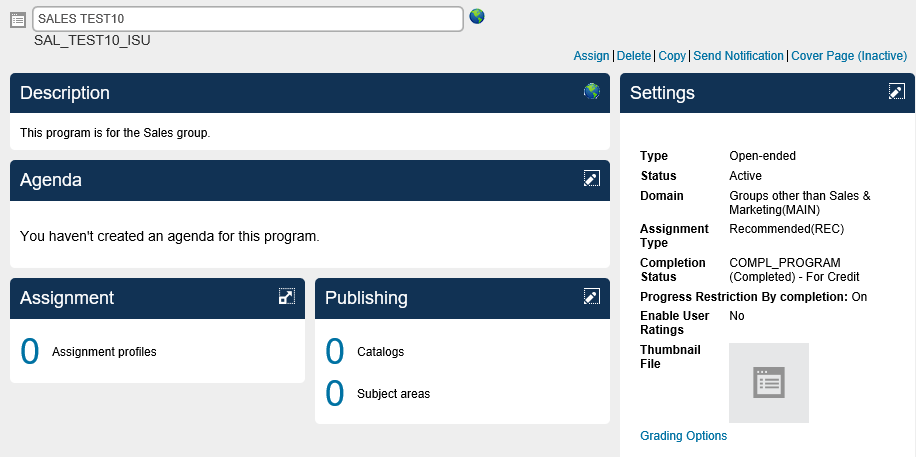 SALES TEST10
SAL_TEST10_ISU
Assign | Delete | Copy | Send Notification | Cover Page (Inactive)
Description
This program is for the Sales group.
Agenda
You haven't created an agenda for this program.
Assignment
0 Assignment profiles
Publishing
0 Catalogs
0 Subject areas
Settings
Type Open-ended
Status Active
Domain Groups other than Sales &
Marketing(MAIN)
Assignment Recommended(REC)
Type
Completion COMPL_PROGRAM
Status (Completed) - For Credit
Progress Restriction By completion: On
Enable User No
Ratings
Thumbnail
File
Grading Options